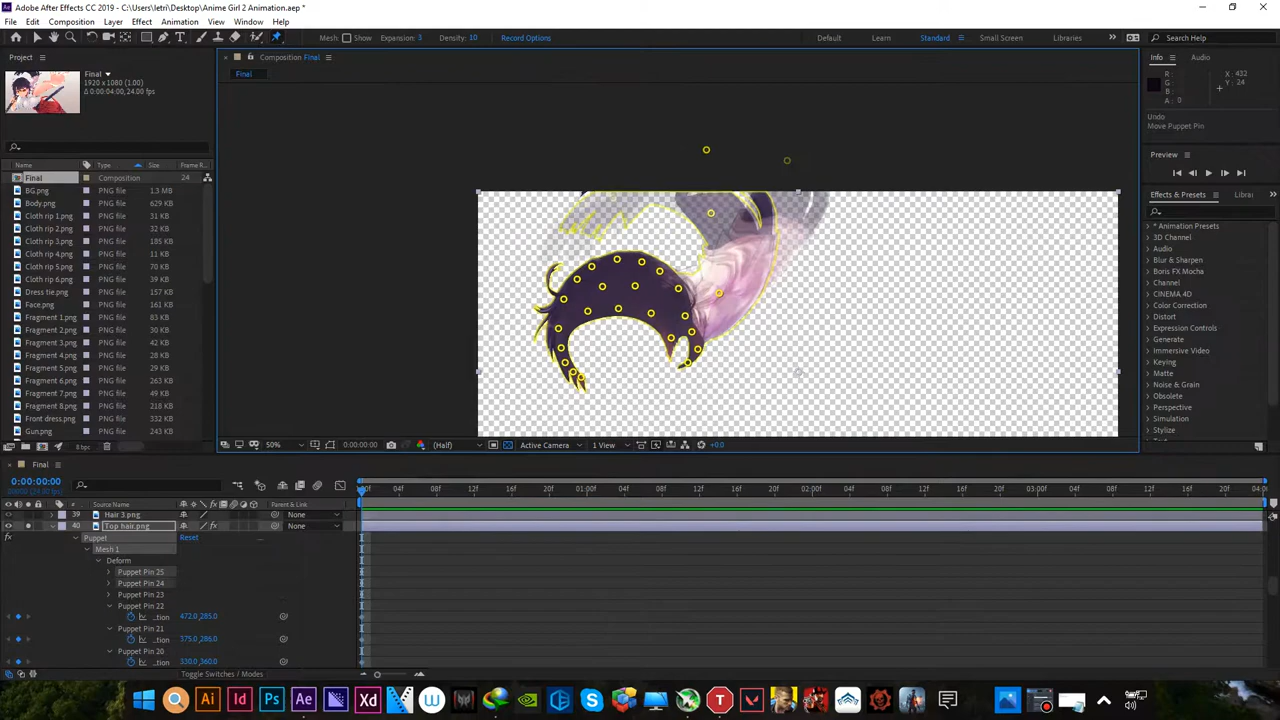 Adobe After Effects CC 2019 - C:\Users\letri\Desktop\Anime Girl 2 Animation.aep *
File Edit Composition Layer Effect Animation View Window Help
Mesh: Show Expansion: 3 Density: 10 Record Options
Default Learn Standard Small Screen Libraries Search Help
Project
Final
1920 x 1080 (1.00)
Δ 0:00:04:00, 24.00 fps
Name Type Size Frame R...
Final Composition 24
BG.png PNG file 1.3 MB
Body.png PNG file ... KB
Cloth rip 1.png PNG file 31 KB
Cloth rip 2.png PNG file 32 KB
Cloth rip 3.png PNG file 185 KB
Cloth rip 4.png PNG file 24 KB
Cloth rip 5.png PNG file 70 KB
Cloth rip 6.png PNG file 39 KB
Dress tie.png PNG file 157 KB
Face.png PNG file 161 KB
Fragment 1.png PNG file 37 KB
Fragment 2.png PNG file 30 KB
Fragment 3.png PNG file 42 KB
Fragment 4.png PNG file 28 KB
Fragment 5.png PNG file 36 KB
Fragment 6.png PNG file 41 KB
Fragment 7.png PNG file 34 KB
Fragment 8.png PNG file 218 KB
Front dress.png PNG file 332 KB
Gun.png PNG file 243 KB
8 bpc
Composition Final
Final
50% 0:00:00:00 (Half) Active Camera 1 View +0.0
Info Audio
R : X : 432
G : Y : 24
B :
A : 0
Undo
Move Puppet Pin
Preview
Effects & Presets Librar
* Animation Presets
3D Channel
Audio
Blur & Sharpen
Boris FX Mocha
Channel
CINEMA 4D
Color Correction
Distort
Expression Controls
Generate
Immersive Video
Keying
Matte
Noise & Grain
Obsolete
Perspective
Simulation
Stylize
Final
0:00:00:00
00000 (24.00 fps)
# Source Name Parent & Link
:00f 04f 08f 12f 16f 20f 01:00f 04f 08f 12f 16f 20f 02:00f 04f 08f 12f 16f 20f 03:00f 04f 08f 12f 16f 20f 04:0
39 Hair 3.png None
40 Top hair.png None
Puppet Reset
Mesh 1
Deform
Puppet Pin 25
Puppet Pin 24
Puppet Pin 23
Puppet Pin 22
...tion 472.0,285.0
Puppet Pin 21
...tion 375.0,286.0
Puppet Pin 20
...tion 330.0,360.0
Toggle Switches / Modes